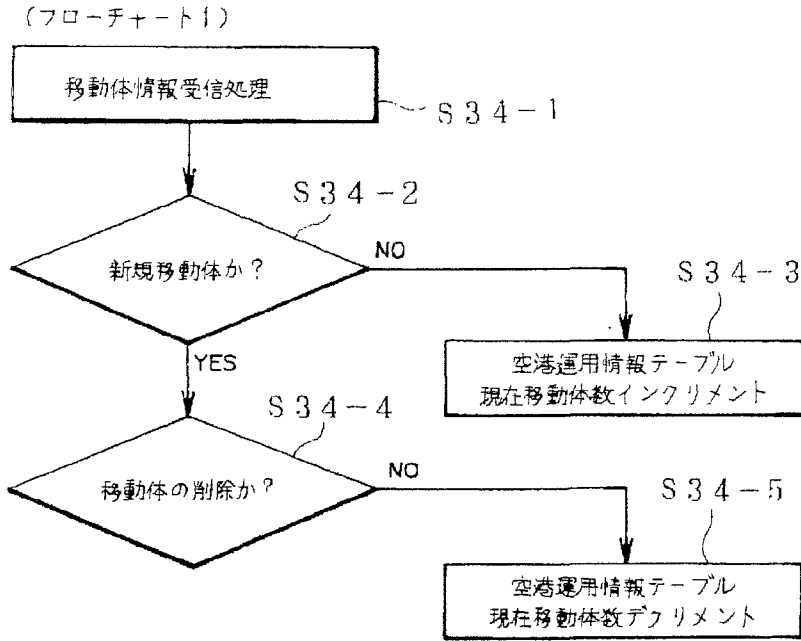 (フローチャート1)
移動体情報受信処理
S34-1
S34-2
新規移動体か?
NO
S34-3
空港運用情報テーブル
現在移動体数インクリメント
YES
S34-4
移動体の削除か?
NO
S34-5
空港運用情報テーブル
現在移動体数デクリメント